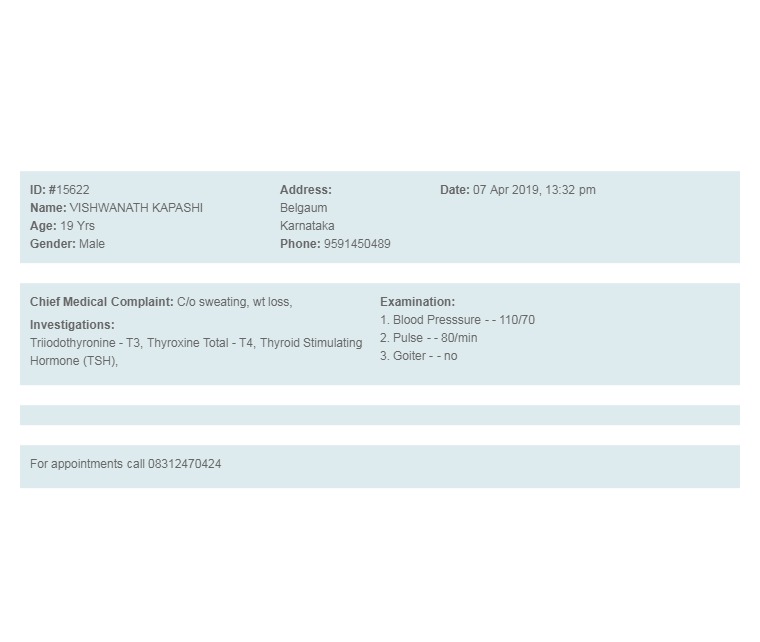 ID: #15622
Name: VISHWANATH KAPASHI
Age: 19 Yrs
Gender: Male
Address:
Belgaum
Karnataka
Phone: 9591450489
Date: 07 Apr 2019, 13:32 pm
Chief Medical Complaint: C/o sweating, wt loss,
Investigations:
Triiodothyronine - T3, Thyroxine Total - T4, Thyroid Stimulating
Hormone (TSH),
Examination:
1. Blood Presssure - - 110/70
2. Pulse - - 80/min
3. Goiter - - no
For appointments call 08312470424